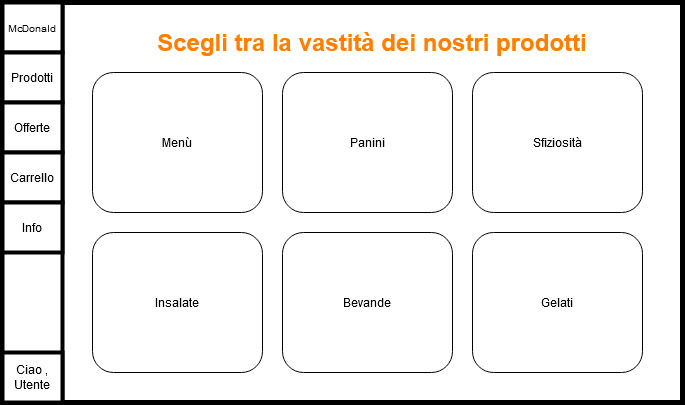 McDonald
Prodotti
Offerte
Carrello
Info
Ciao ,
Utente
Scegli tra la vastità dei nostri prodotti
Menù
Panini
Sfiziosità
Insalate
Bevande
Gelati